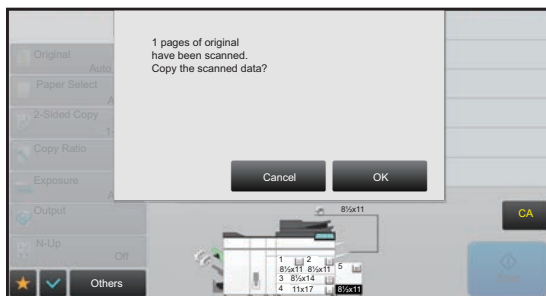 1 pages of original
have been scanned.
Copy the scanned data?
Cancel
OK
Original
Auto
Paper Select
A
2-Sided Copy
1-
Copy Ratio
Exposure
A
Output
N-Up
Off
Others
8½x11
CA
1
2
8½x11
8½x11
5
3
8½x14
4
11x17
8½x11